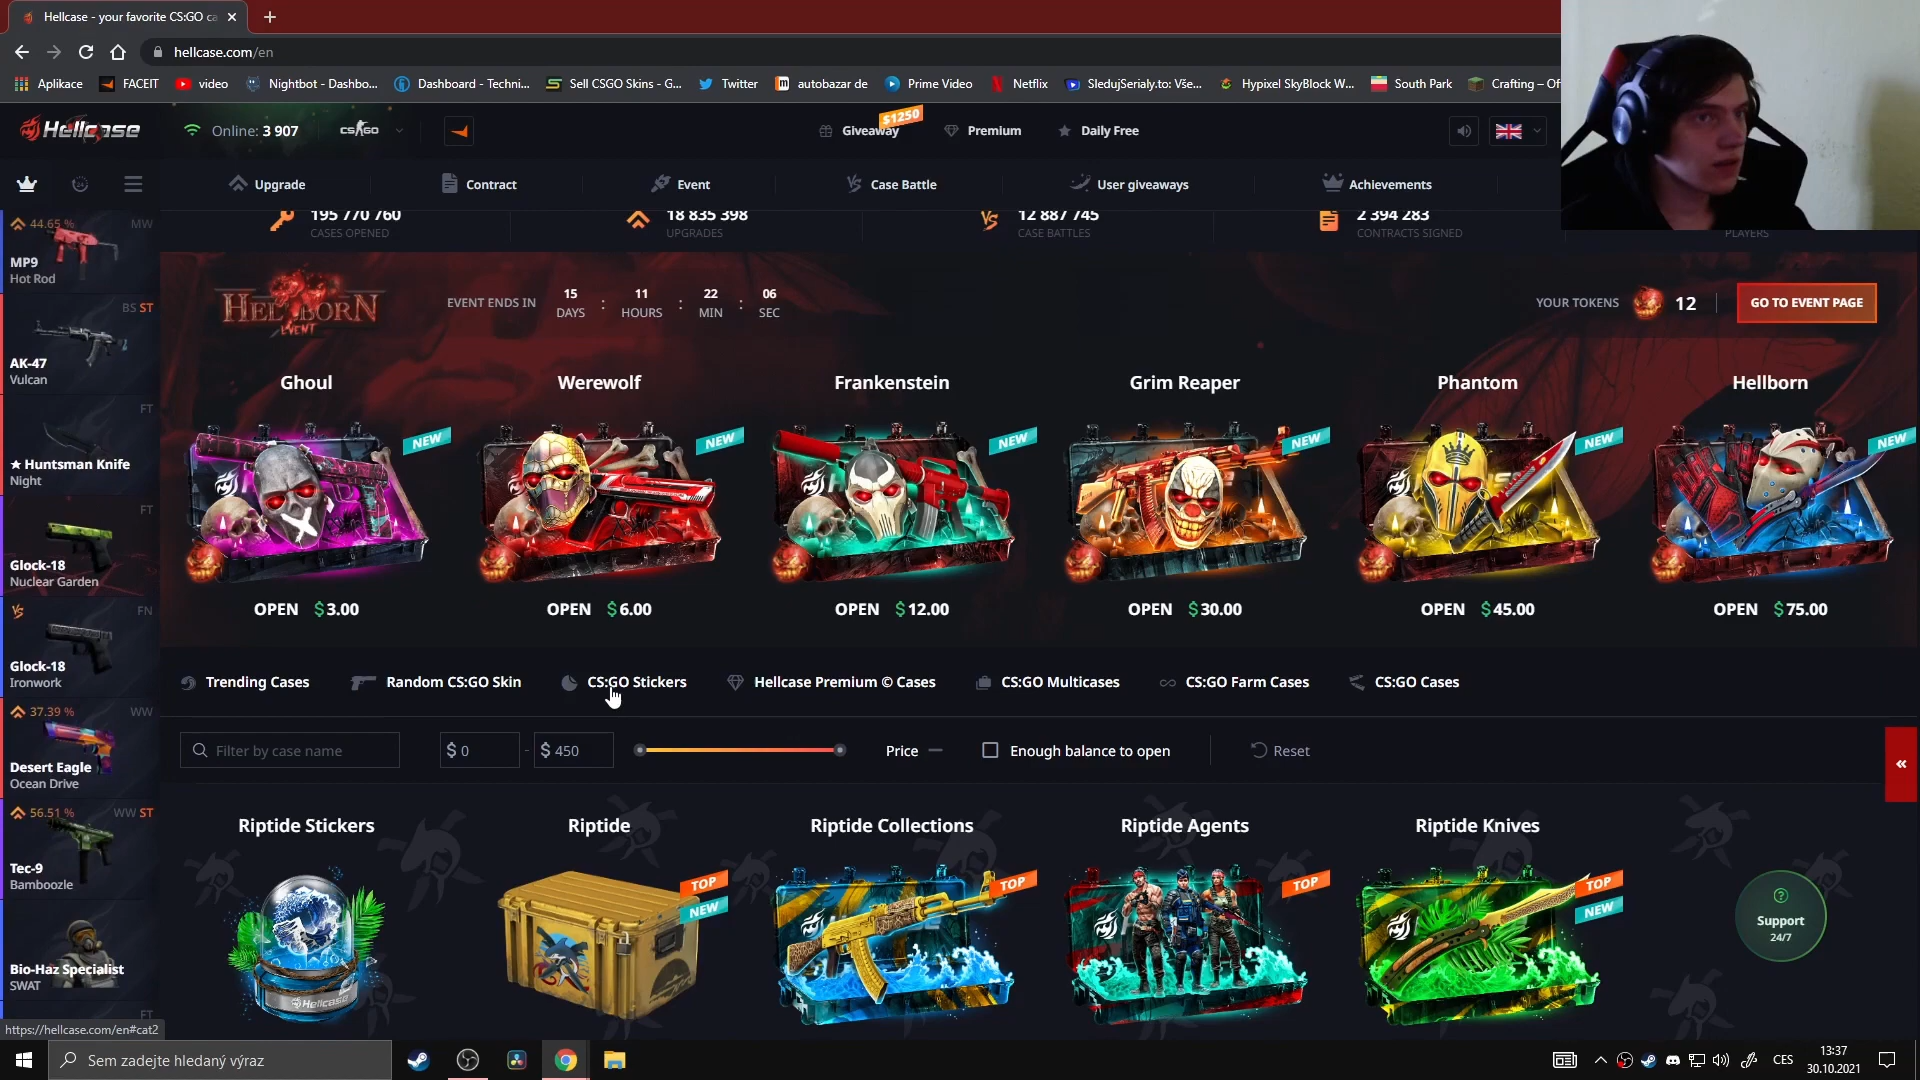 Hellcase - your favorite CS:GO ca
hellcase.com/en
Aplikace
FACEIT
video
Nightbot - Dashbo...
Dashboard - Techni...
Sell CSGO Skins - G...
Twitter
autobazar de
Prime Video
Netflix
SledujSerialy.to: Vše...
Hypixel SkyBlock W...
South Park
Crafting – Of
Hellcase
Online: 3 907
CS GO
Giveaway
$1250
Premium
Daily Free
Upgrade
Contract
Event
Case Battle
User giveaways
Achievements
195 770 760
CASES OPENED
18 835 398
UPGRADES
VS
12 887 745
CASE BATTLES
2 394 283
CONTRACTS SIGNED
PLAYERS
44.65 %
MW
MP9
Hot Rod
BS ST
AK-47
Vulcan
FT
★ Huntsman Knife
Night
FT
Glock-18
Nuclear Garden
VS
FN
Glock-18
Ironwork
37.39 %
WW
Desert Eagle
Ocean Drive
56.51 %
WW ST
Tec-9
Bamboozle
Bio-Haz Specialist
SWAT
FT
HELLBORN
EVENT
EVENT ENDS IN
15 : 11 : 22 : 06
DAYS HOURS MIN SEC
YOUR TOKENS
12
GO TO EVENT PAGE
Ghoul
Werewolf
Frankenstein
Grim Reaper
Phantom
Hellborn
NEW
NEW
NEW
NEW
NEW
NEW
OPEN $3.00
OPEN $6.00
OPEN $12.00
OPEN $30.00
OPEN $45.00
OPEN $75.00
Trending Cases
Random CS:GO Skin
CS:GO Stickers
Hellcase Premium © Cases
CS:GO Multicases
CS:GO Farm Cases
CS:GO Cases
Filter by case name
$ 0 - $ 450
Price
Enough balance to open
Reset
«
Riptide Stickers
Riptide
Riptide Collections
Riptide Agents
Riptide Knives
TOP
NEW
TOP
TOP
TOP
NEW
Hellcase
Support
24/7
https://hellcase.com/en#cat2
Sem zadejte hledaný výraz
CES
13:37
30.10.2021